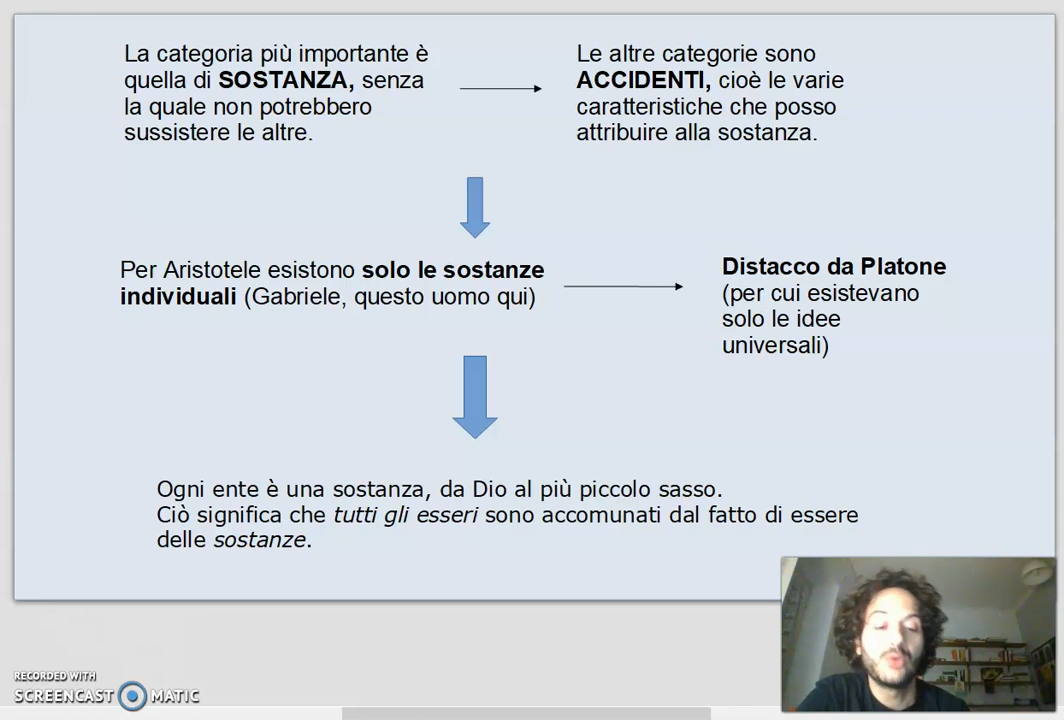 La categoria più importante è
quella di SOSTANZA, senza
la quale non potrebbero
sussistere le altre.
Le altre categorie sono
ACCIDENTI, cioè le varie
caratteristiche che posso
attribuire alla sostanza.
Per Aristotele esistono solo le sostanze
individuali (Gabriele, questo uomo qui)
Distacco da Platone
(per cui esistevano
solo le idee
universali)
Ogni ente è una sostanza, da Dio al più piccolo sasso.
Ciò significa che tutti gli esseri sono accomunati dal fatto di essere
delle sostanze.
RECORDED WITH
SCREENCAST MATIC